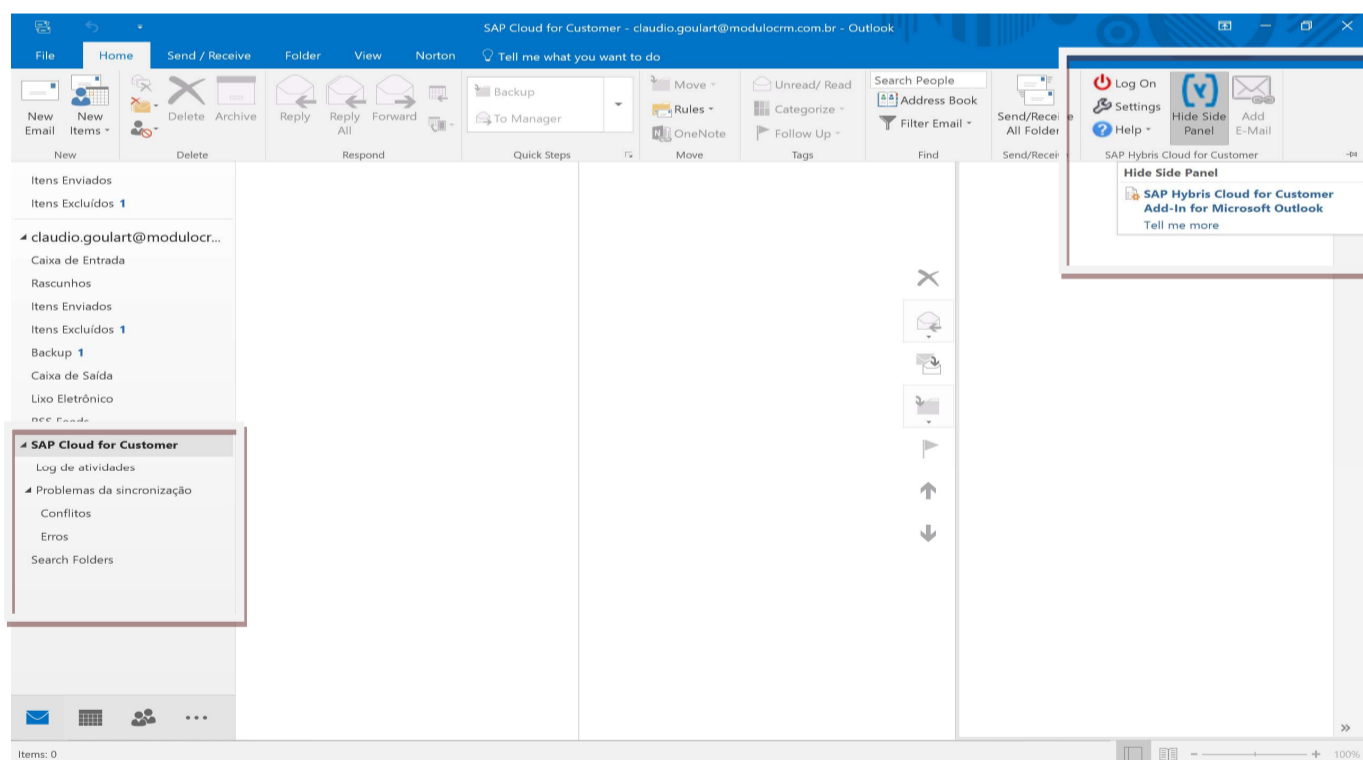 SAP Cloud for Customer - claudio.goulart@modulocrm.com.br - Outlook
File Home Send / Receive Folder View Norton Tell me what you want to do
New Email
New Items
Delete
Archive
Reply
Reply All
Forward
Backup
To Manager
Move
Rules
OneNote
Unread/ Read
Categorize
Follow Up
Search People
Address Book
Filter Email
Send/Recei e
All Folder
Log On
Settings
Help
Hide Side Panel
Add E-Mail
New Delete Respond Quick Steps Move Tags Find Send/Recei SAP Hybris Cloud for Customer
Hide Side Panel
SAP Hybris Cloud for Customer
Add-In for Microsoft Outlook
Tell me more
Itens Enviados
Itens Excluídos 1
claudio.goulart@modulocr...
Caixa de Entrada
Rascunhos
Itens Enviados
Itens Excluídos 1
Backup 1
Caixa de Saída
Lixo Eletrônico
RSS Feeds
SAP Cloud for Customer
Log de atividades
Problemas da sincronização
Conflitos
Erros
Search Folders
Items: 0
100%